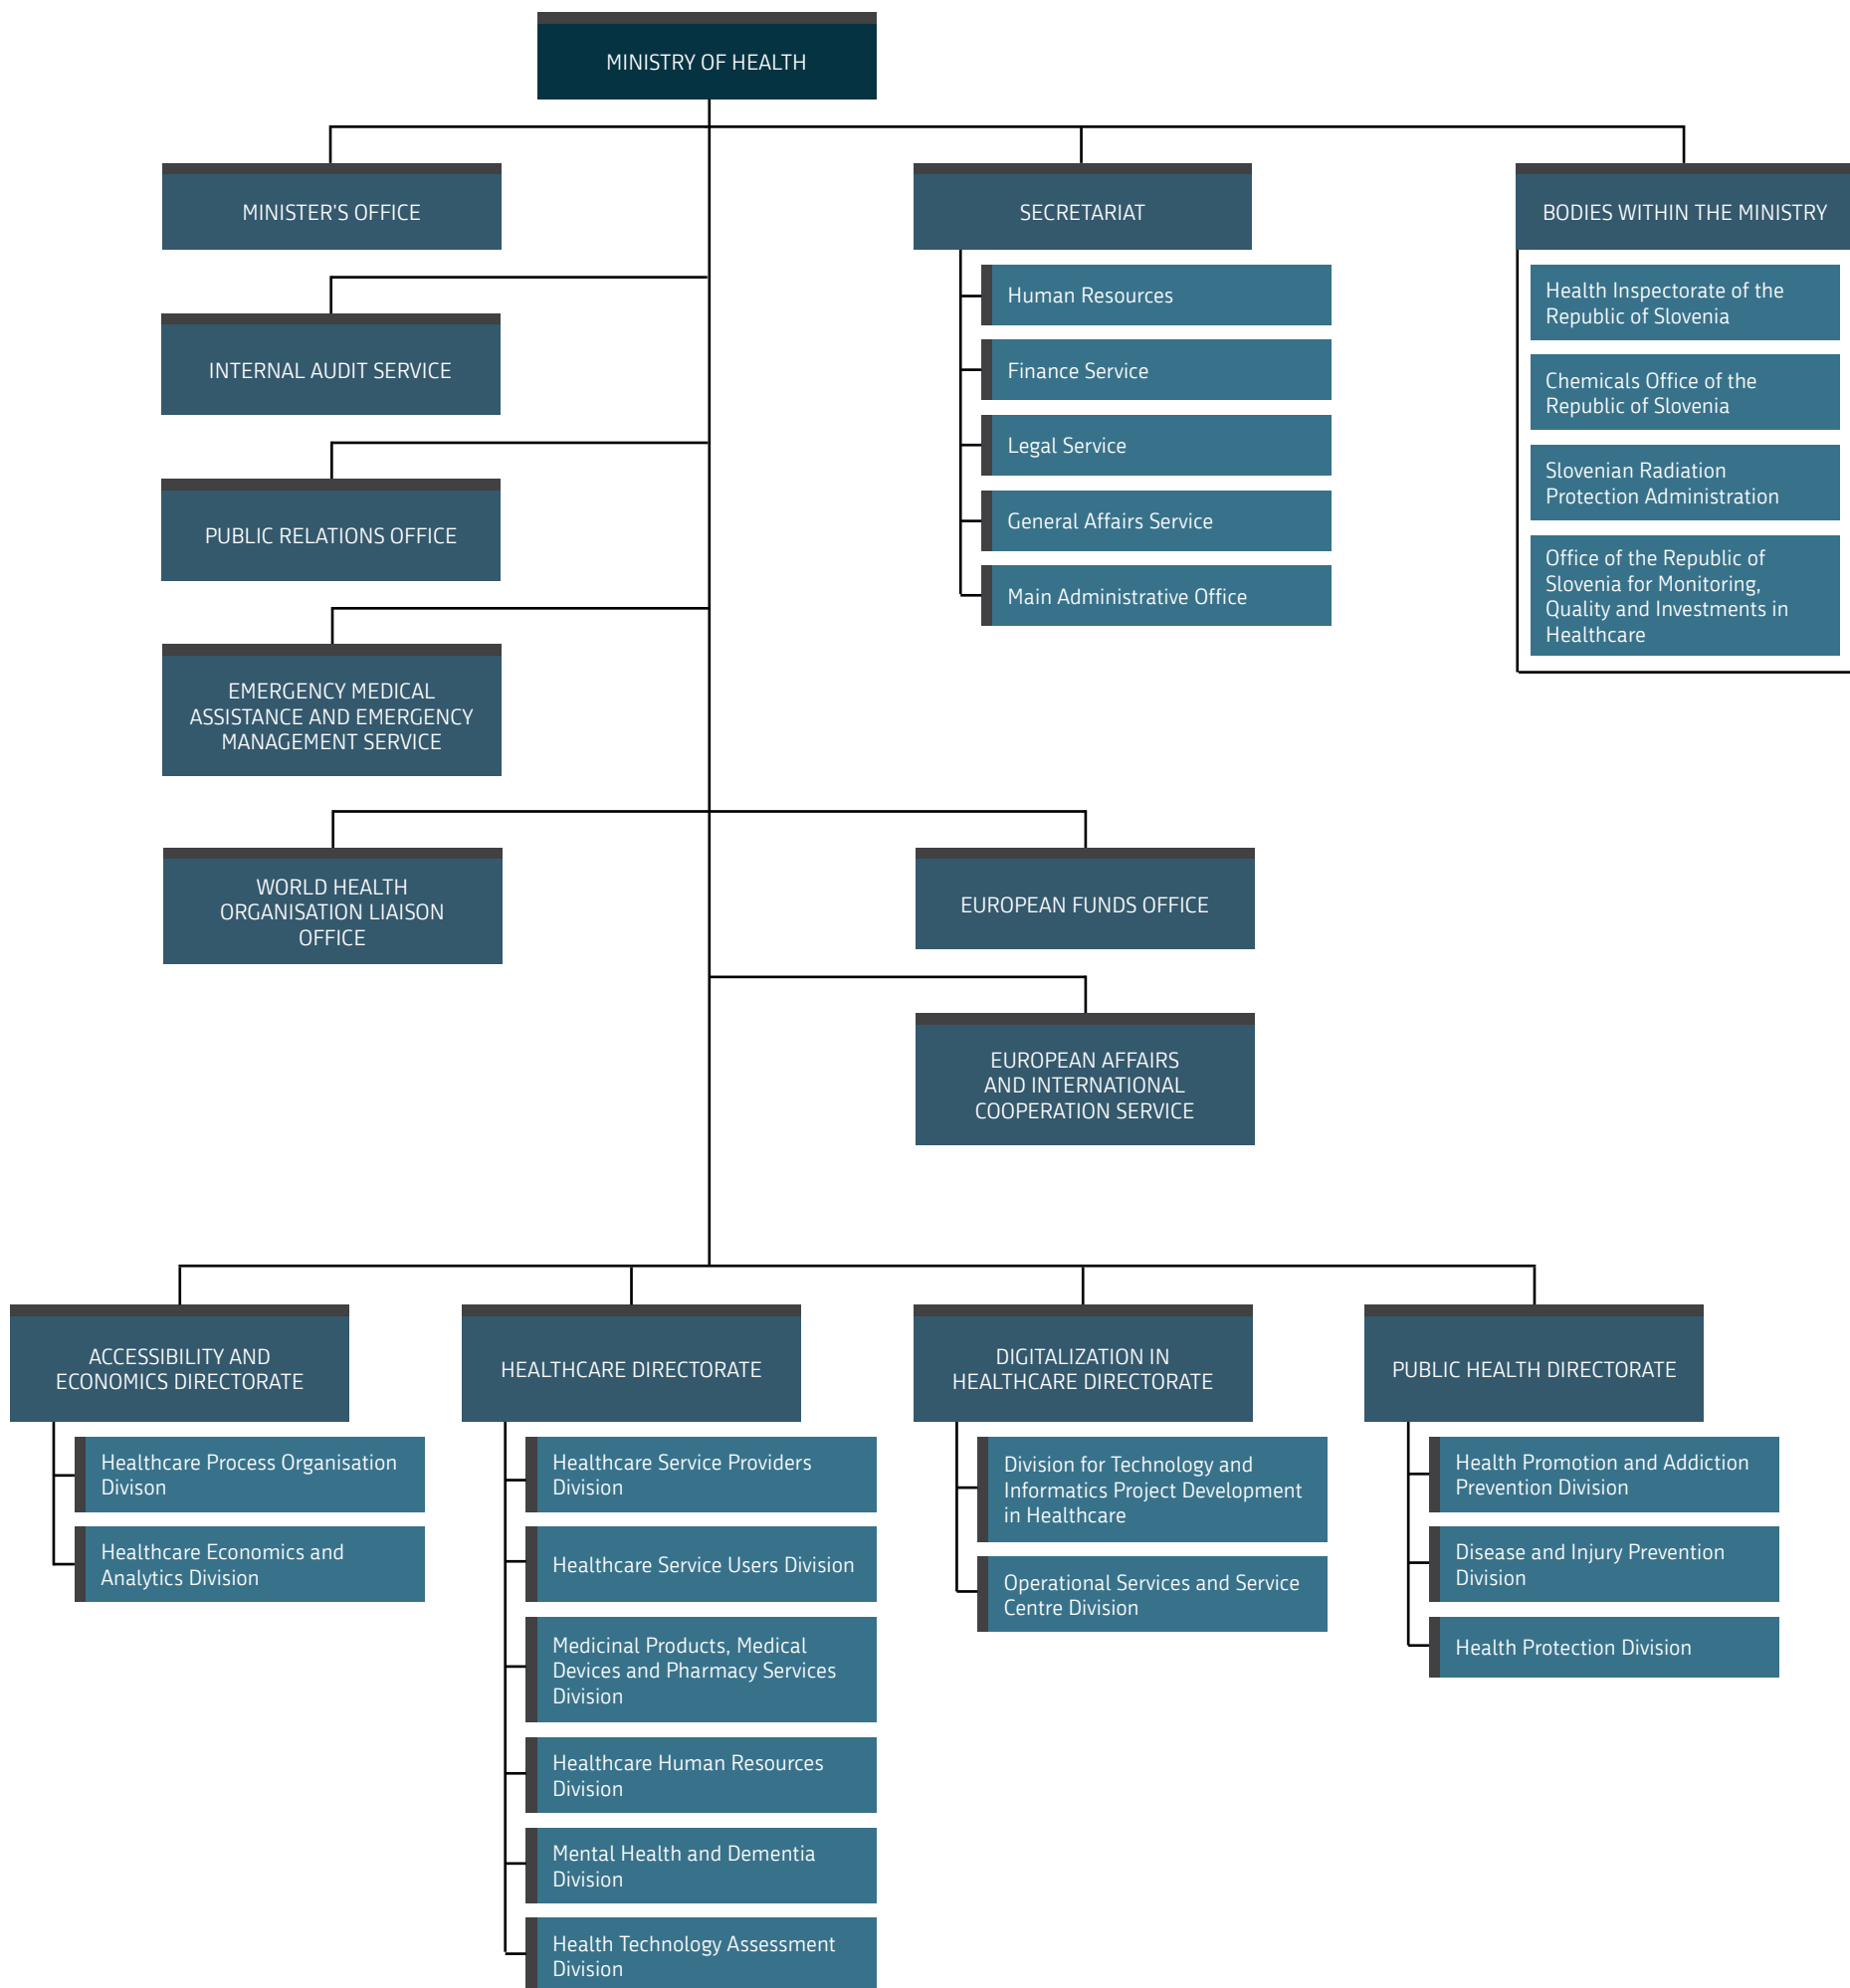 MINISTRY OF HEALTH
MINISTER'S OFFICE
INTERNAL AUDIT SERVICE
PUBLIC RELATIONS OFFICE
EMERGENCY MEDICAL
ASSISTANCE AND EMERGENCY
MANAGEMENT SERVICE
SECRETARIAT
Human Resources
Finance Service
Legal Service
General Affairs Service
Main Administrative Office
BODIES WITHIN THE MINISTRY
Health Inspectorate of the
Republic of Slovenia
Chemicals Office of the
Republic of Slovenia
Slovenian Radiation
Protection Administration
Office of the Republic of
Slovenia for Monitoring,
Quality and Investments in
Healthcare
WORLD HEALTH
ORGANISATION LIAISON
OFFICE
EUROPEAN FUNDS OFFICE
EUROPEAN AFFAIRS
AND INTERNATIONAL
COOPERATION SERVICE
ACCESSIBILITY AND
ECONOMICS DIRECTORATE
Healthcare Process Organisation
Divison
Healthcare Economics and
Analytics Division
HEALTHCARE DIRECTORATE
Healthcare Service Providers
Division
Healthcare Service Users Division
Medicinal Products, Medical
Devices and Pharmacy Services
Division
Healthcare Human Resources
Division
Mental Health and Dementia
Division
Health Technology Assessment
Division
DIGITALIZATION IN
HEALTHCARE DIRECTORATE
Division for Technology and
Informatics Project Development
in Healthcare
Operational Services and Service
Centre Division
PUBLIC HEALTH DIRECTORATE
Health Promotion and Addiction
Prevention Division
Disease and Injury Prevention
Division
Health Protection Division